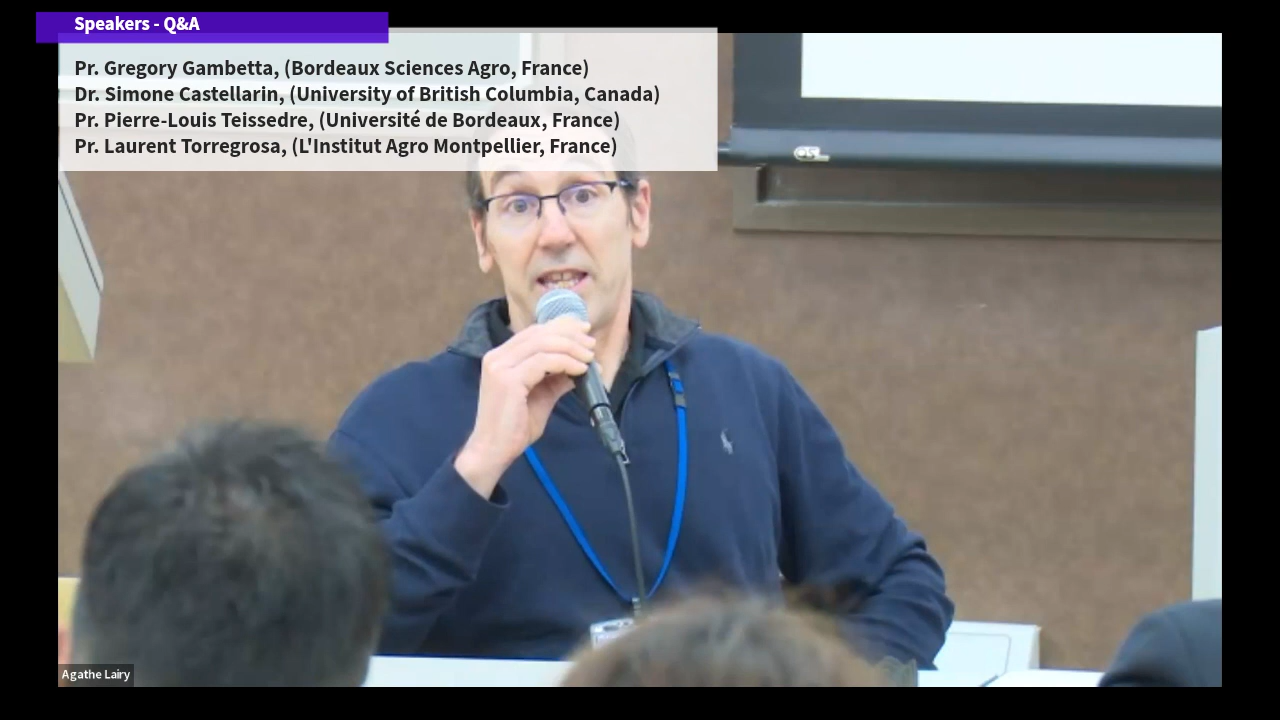 Speakers - Q&A
Pr. Gregory Gambetta, (Bordeaux Sciences Agro, France)
Dr. Simone Castellarin, (University of British Columbia, Canada)
Pr. Pierre-Louis Teissedre, (Université de Bordeaux, France)
Pr. Laurent Torregrosa, (L'Institut Agro Montpellier, France)
OSL
Agathe Lairy